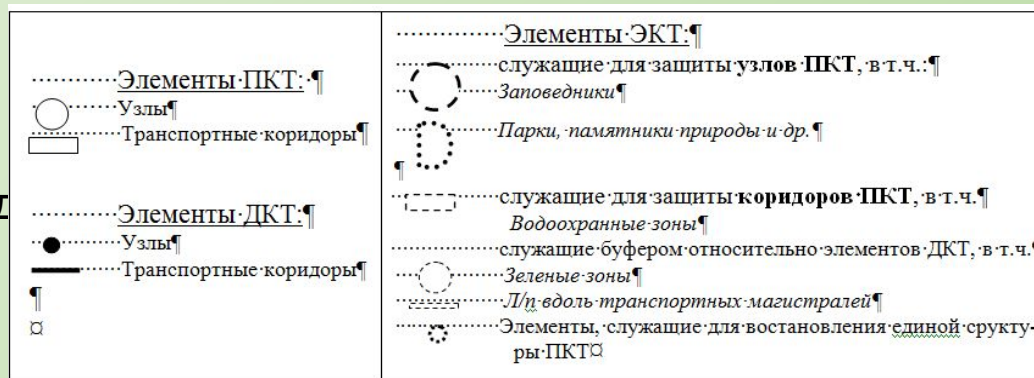 Элементы ПКТ:
Узлы
Транспортные коридоры
Элементы ДКТ:
Узлы
Транспортные коридоры
Элементы ЭКТ:
служащие для защиты узлов ПКТ, в т.ч.:
Заповедники
Парки, памятники природы и др.
служащие для защиты коридоров ПКТ, в т.ч.
Водоохранные зоны
служащие буфером относительно элементов ДКТ, в т.ч.
Зеленые зоны
Л/п вдоль транспортных магистралей
Элементы, служащие для востановления единой срукту-
ры ПКТ